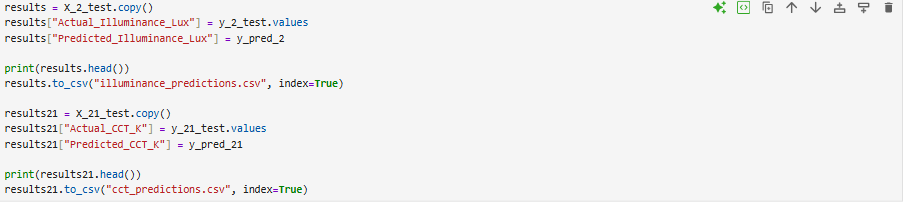 results = X_2_test.copy()
results["Actual_Illuminance_Lux"] = y_2_test.values
results["Predicted_Illuminance_Lux"] = y_pred_2
print(results.head())
results.to_csv("illuminance_predictions.csv", index=True)
results21 = X_21_test.copy()
results21["Actual_CCT_K"] = y_21_test.values
results21["Predicted_CCT_K"] = y_pred_21
print(results21.head())
results21.to_csv("cct_predictions.csv", index=True)